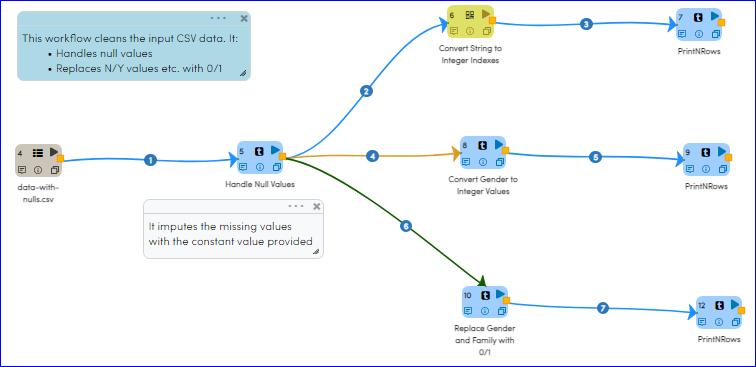 This workflow cleans the input CSV data. It:
• Handles null values
• Replaces N/Y values etc. with 0/1
6
Convert String to
Integer Indexes
3
7
t
PrintNRows
2
4
data-with-
nulls.csv
1
5
t
Handle Null Values
4
8
t
Convert Gender to
Integer Values
5
9
t
PrintNRows
It imputes the missing values
with the constant value provided
6
10
t
Replace Gender
and Family with
0/1
7
12
t
PrintNRows